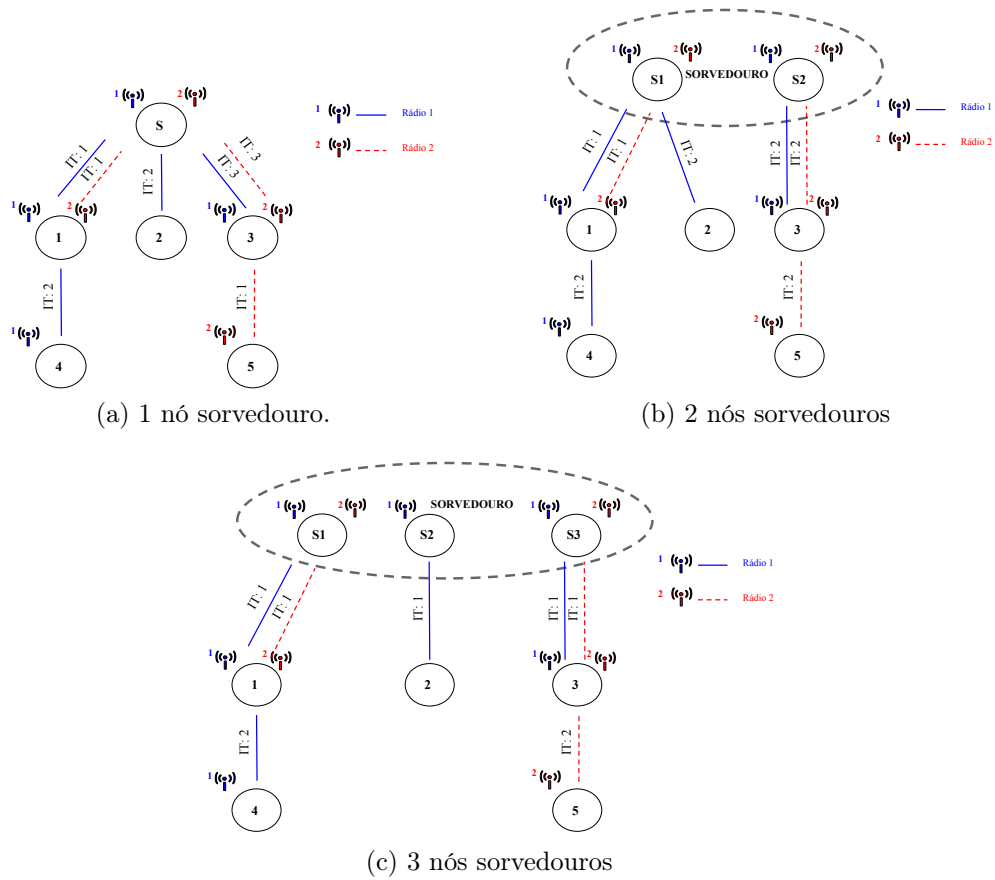 1
2
S
1
Rádio 1
2
Rádio 2
IT: 1
IT: 1
IT: 2
IT: 3
IT: 3
1
2
1
2
1
2
3
IT: 2
IT: 1
1
2
4
5
(a) 1 nó sorvedouro.
1
2
1
2
S1
SORVEDOURO
S2
1
Rádio 1
2
Rádio 2
IT: 1
IT: 1
IT: 2
IT: 2
IT: 2
1
2
1
2
1
2
3
IT: 2
IT: 2
1
2
4
5
(b) 2 nós sorvedouros
1
2
1
SORVEDOURO
1
2
S1
S2
S3
1
Rádio 1
2
Rádio 2
IT: 1
IT: 1
IT: 1
IT: 1
IT: 1
1
2
1
2
1
2
3
IT: 2
IT: 2
1
2
4
5
(c) 3 nós sorvedouros